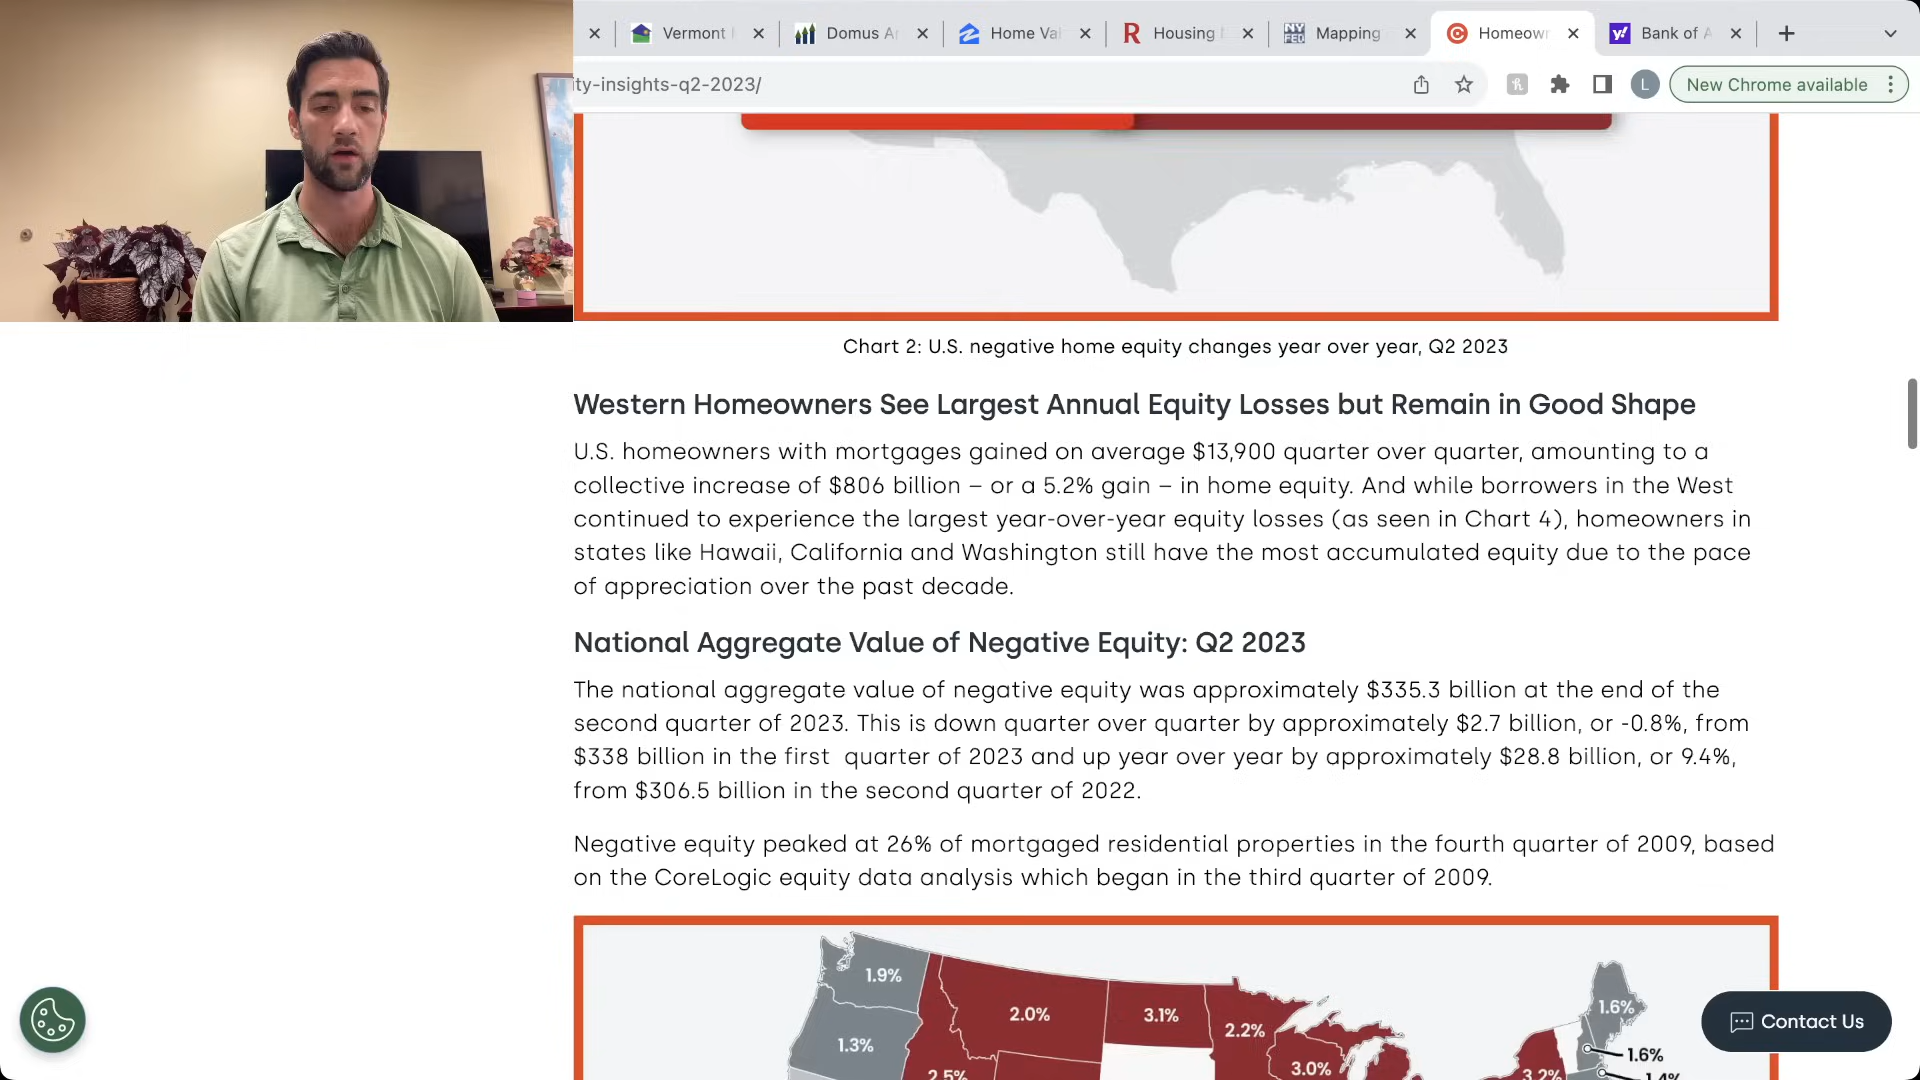 Vermont
Domus A
Home Va
Housing
NY FED
Mapping
Homeow
y!
Bank of A
ity-insights-q2-2023/
L
New Chrome available
Chart 2: U.S. negative home equity changes year over year, Q2 2023
Western Homeowners See Largest Annual Equity Losses but Remain in Good Shape
U.S. homeowners with mortgages gained on average $13,900 quarter over quarter, amounting to a
collective increase of $806 billion – or a 5.2% gain – in home equity. And while borrowers in the West
continued to experience the largest year-over-year equity losses (as seen in Chart 4), homeowners in
states like Hawaii, California and Washington still have the most accumulated equity due to the pace
of appreciation over the past decade.
National Aggregate Value of Negative Equity: Q2 2023
The national aggregate value of negative equity was approximately $335.3 billion at the end of the
second quarter of 2023. This is down quarter over quarter by approximately $2.7 billion, or -0.8%, from
$338 billion in the first quarter of 2023 and up year over year by approximately $28.8 billion, or 9.4%,
from $306.5 billion in the second quarter of 2022.
Negative equity peaked at 26% of mortgaged residential properties in the fourth quarter of 2009, based
on the CoreLogic equity data analysis which began in the third quarter of 2009.
1.9%
2.0%
3.1%
2.2%
1.6%
1.3%
1.6%
3.0%
2.5%
3.2%
1.4%
Contact Us